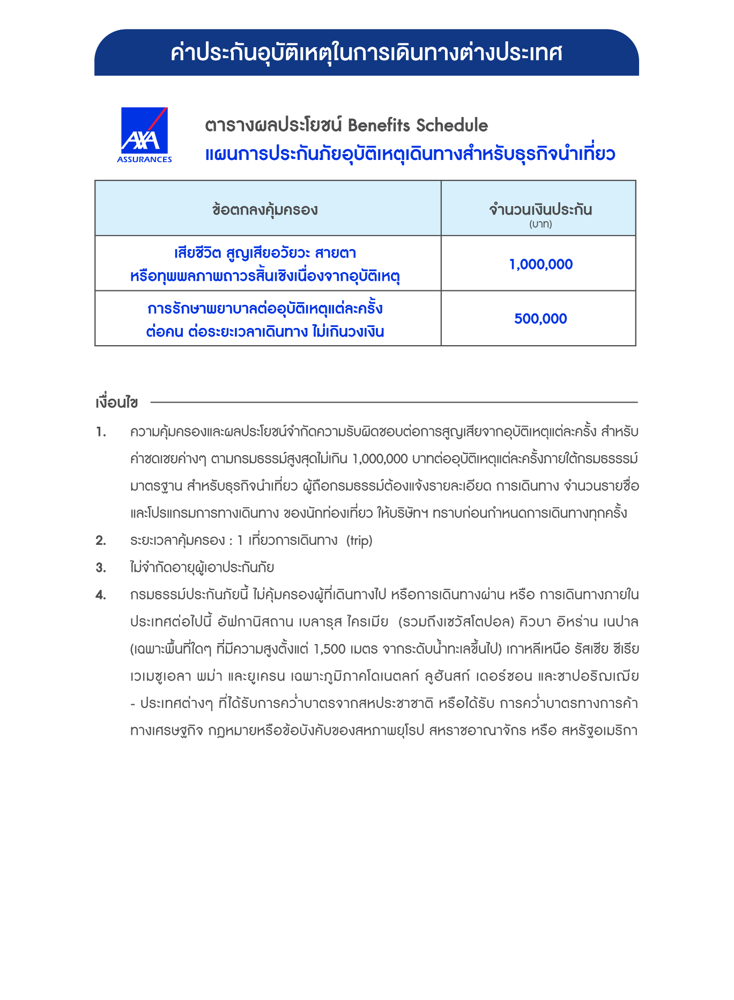 ค่าประกันอุบัติเหตุในการเดินทางต่างประเทศ
AXA
ASSURANCES
ตารางผลประโยชน์ Benefits Schedule
แผนการประกันภัยอุบัติเหตุเดินทางสำหรับธุรกิจนำเที่ยว
ข้อตกลงคุ้มครอง
จำนวนเงินประกัน
(บาท)
เสียชีวิต สูญเสียอวัยวะ สายตา
หรือทุพพลภาพถาวรสิ้นเชิงเนื่องจากอุบัติเหตุ
1,000,000
การรักษาพยาบาลต่ออุบัติเหตุแต่ละครั้ง
ต่อคน ต่อระยะเวลาเดินทาง ไม่เกินวงเงิน
500,000
เงื่อนไข
1. ความคุ้มครองและผลประโยชน์จำกัดความรับผิดชอบต่อการสูญเสียจากอุบัติเหตุแต่ละครั้ง สำหรับ
ค่าชดเชยค่างๆ ตามกรมธรรม์สูงสุดไม่เกิน 1,000,000 บาทต่ออุบัติเหตุแต่ละครั้งภายใต้กรมธรรรม์
มาตรฐาน สำหรับธุรกิจนำเที่ยว ผู้ถือกรมธรรม์ต้องแจ้งรายละเอียด การเดินทาง จำนวนรายชื่อ
และโปรแกรมการทางเดินทาง ของนักท่องเที่ยว ให้บริษัทฯ ทราบก่อนกำหนดการเดินทางทุกครั้ง
2. ระยะเวลาคุ้มครอง : 1 เที่ยวการเดินทาง (trip)
3. ไม่จำกัดอายุผู้เอาประกันภัย
4. กรมธรรม์ประกันภัยนี้ ไม่คุ้มครองผู้ที่เดินทางไป หรือการเดินทางผ่าน หรือ การเดินทางภายใน
ประเทศต่อไปนี้ อัฟกานิสถาน เบลารุส ไครเมีย (รวมถึงเซวัสโตปอล) คิวบา อิหร่าน เนปาล
(เฉพาะพื้นที่ใดๆ ที่มีความสูงตั้งแต่ 1,500 เมตร จากระดับน้ำทะเลขึ้นไป) เกาหลีเหนือ รัสเซีย ซีเรีย
เวเมซูเอลา พม่า และยูเครน เฉพาะภูมิภาคโดเนตลก์ ลูฮันสก์ เดอร์ซอน และซาปอริฌเฌีย
- ประเทศต่างๆ ที่ได้รับการคว่ำบาตรจากสหประชาชาติ หรือได้รับ การคว่ำบาตรทางการค้า
ทางเศรษฐกิจ กฎหมายหรือข้อบังคับของสหภาพยุโรป สหราชอาณาจักร หรือ สหรัฐอเมริกา